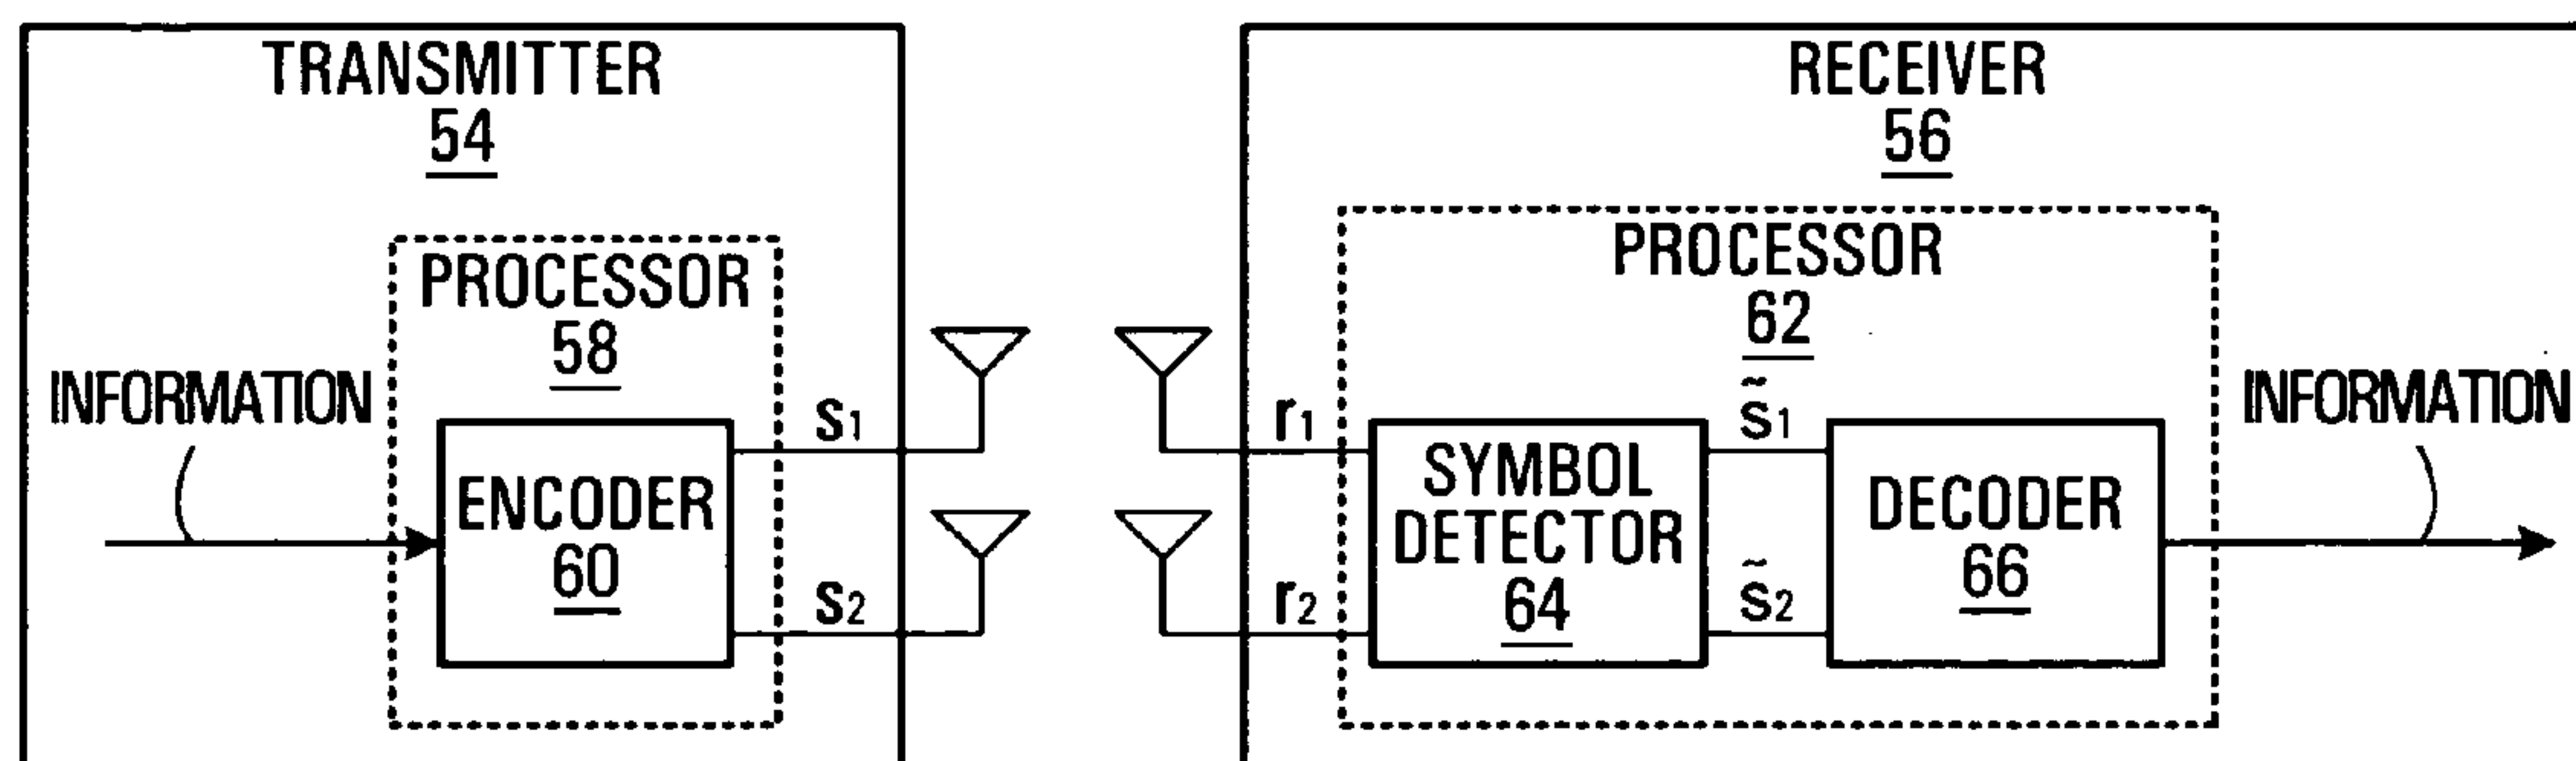 TRANSMITTER
54
PROCESSOR
58
INFORMATION
ENCODER
60
s1
s2
RECEIVER
56
PROCESSOR
62
r1
r2
SYMBOL
DETECTOR
64
s̃1
s̃2
DECODER
66
INFORMATION